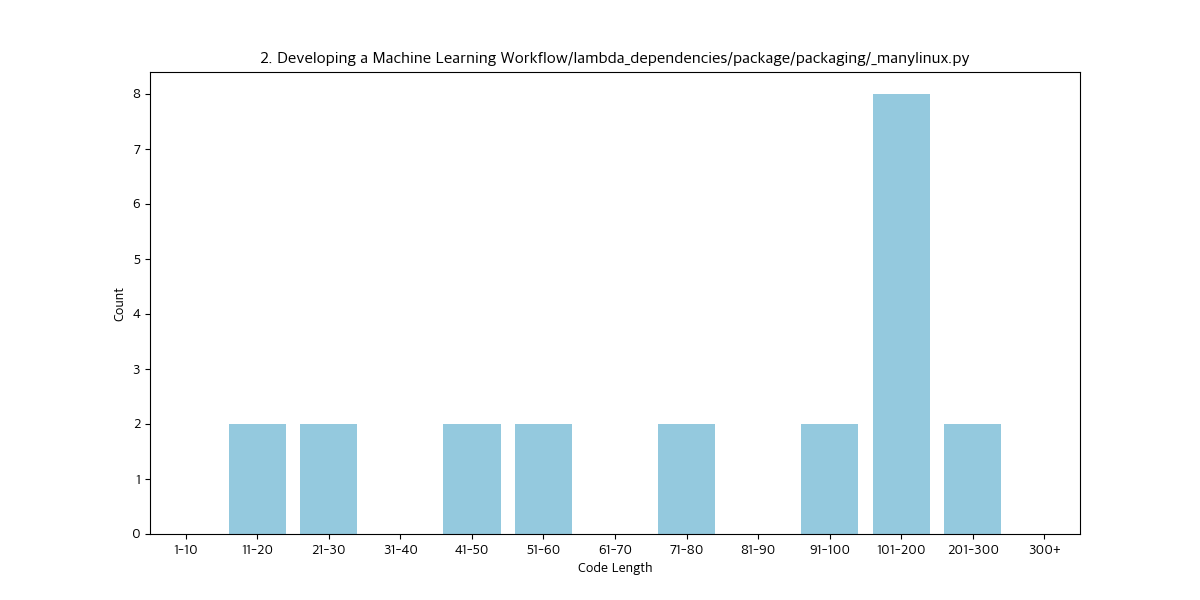 2. Developing a Machine Learning Workflow/lambda_dependencies/package/packaging/_manylinux.py
8
7
6
5
4
3
2
1
0
Count
1-10 11-20 21-30 31-40 41-50 51-60 61-70 71-80 81-90 91-100 101-200 201-300 300+
Code Length